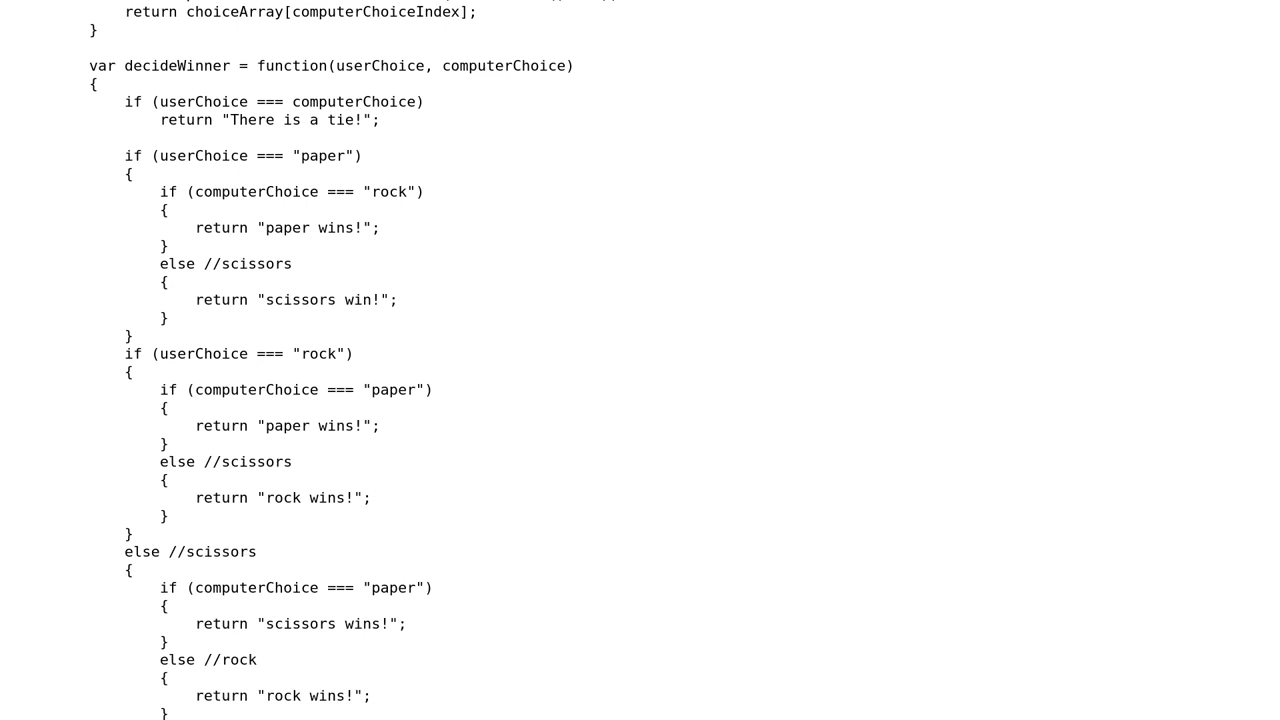 return choiceArray[computerChoiceIndex];
}
var decideWinner = function(userChoice, computerChoice)
{
if (userChoice === computerChoice)
return "There is a tie!";
if (userChoice === "paper")
{
if (computerChoice === "rock")
{
return "paper wins!";
}
else //scissors
{
return "scissors win!";
}
}
if (userChoice === "rock")
{
if (computerChoice === "paper")
{
return "paper wins!";
}
else //scissors
{
return "rock wins!";
}
}
else //scissors
{
if (computerChoice === "paper")
{
return "scissors wins!";
}
else //rock
{
return "rock wins!";
}